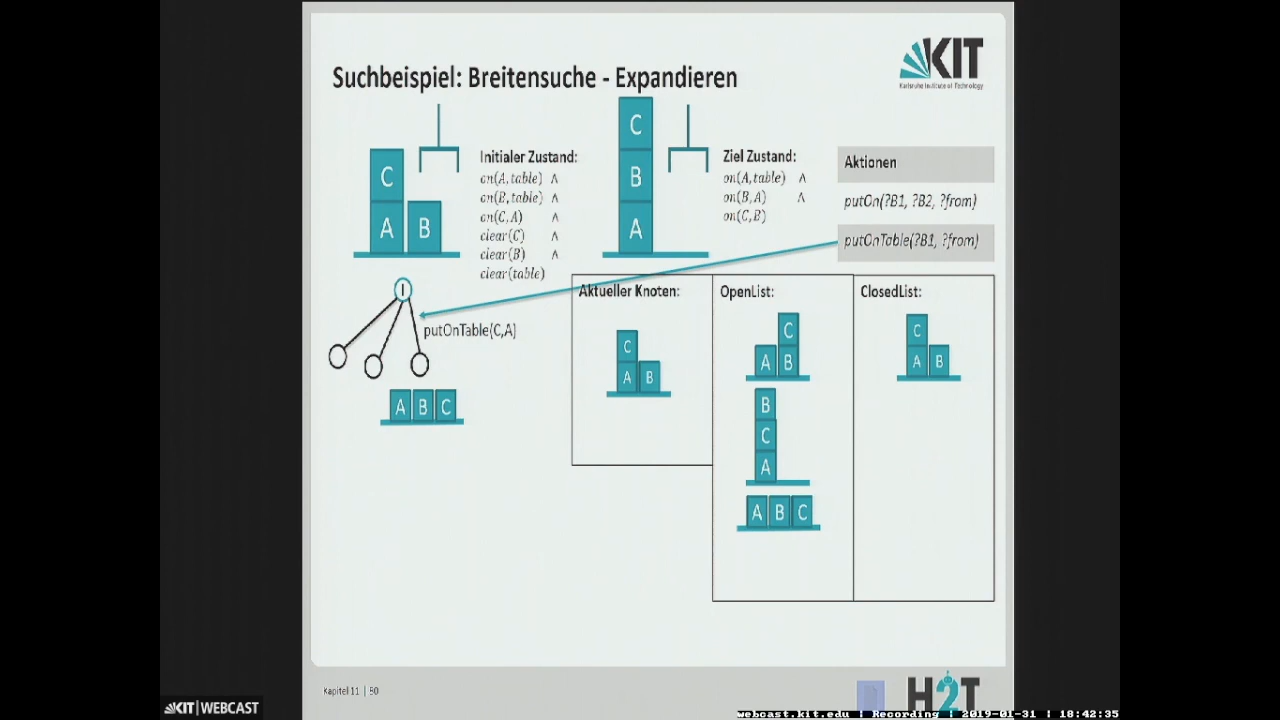 Suchbeispiel: Breitensuche - Expandieren
KIT
Karlsruhe Institute of Technology
C
A B
Initialer Zustand:
on(A,table) ∧
on(B,table) ∧
on(C,A) ∧
clear(C) ∧
clear(B) ∧
clear(table)
C
B
A
Ziel Zustand:
on(A,table) ∧
on(B,A) ∧
on(C,B)
Aktionen
putOn(?B1, ?B2, ?from)
putOnTable(?B1, ?from)
I
putOnTable(C,A)
A B C
Aktueller Knoten:
C
A B
OpenList:
C
A B
B
C
A
A B C
ClosedList:
C
A B
Kapitel 11 | 50
H2T
KIT | WEBCAST
webcast.kit.edu | Recording | 2019-01-31 | 18:42:35